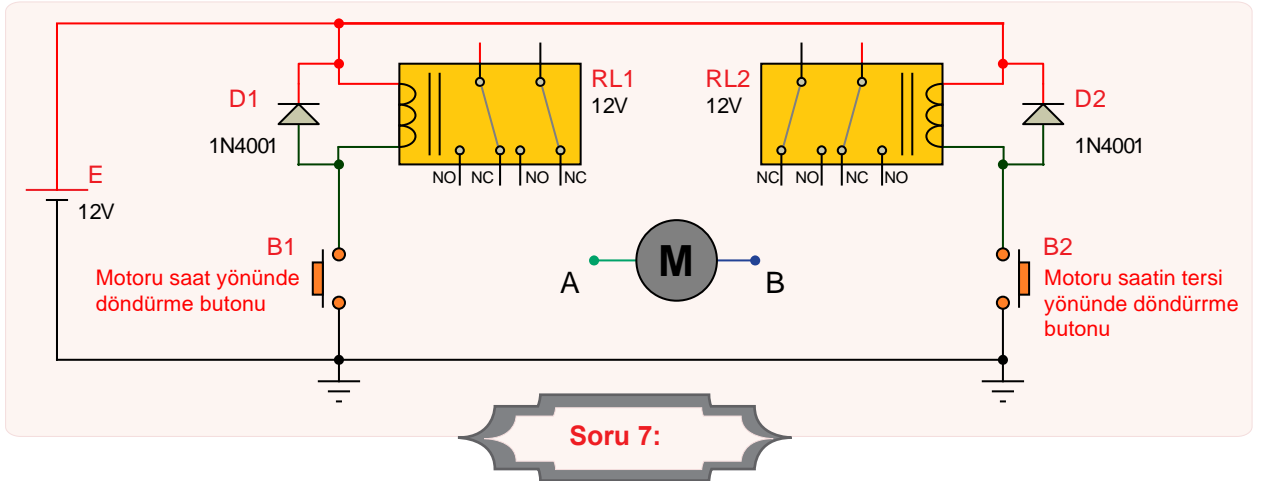 D1
1N4001
RL1
12V
NO NC NO NC
RL2
12V
NC NO NC NO
D2
1N4001
E
12V
B1
Motoru saat yönünde
döndürme butonu
A
M
B
B2
Motoru saatin tersi
yönünde döndürrme
butonu
Soru 7: